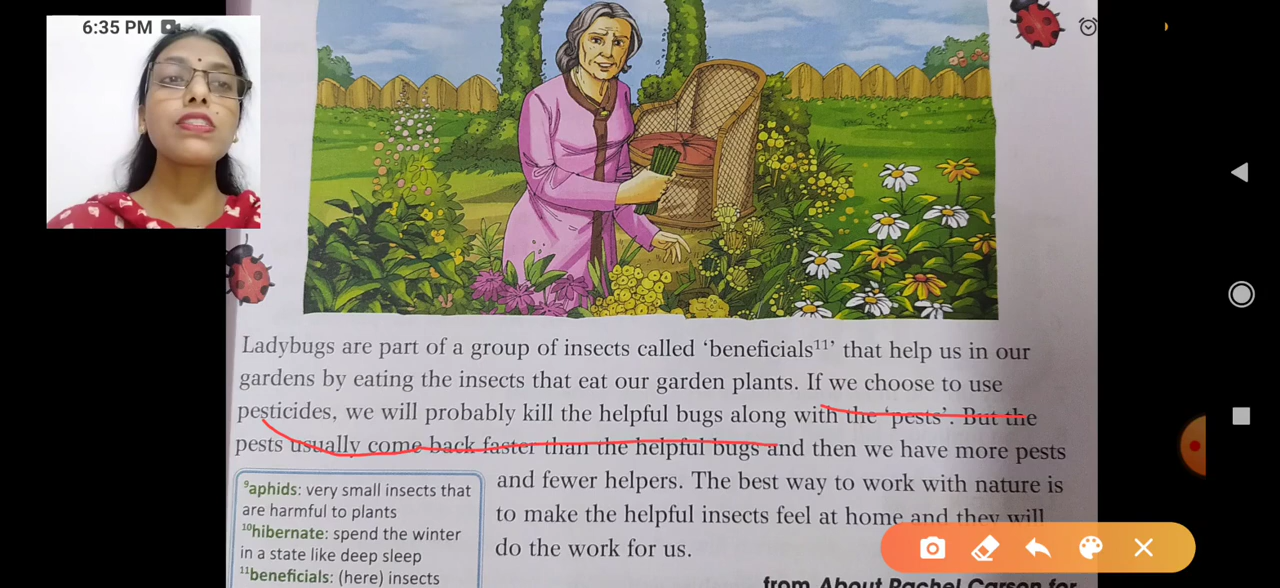 6:35 PM
Ladybugs are part of a group of insects called ‘beneficials¹¹’ that help us in our
gardens by eating the insects that eat our garden plants. If we choose to use
pesticides, we will probably kill the helpful bugs along with the ‘pests’. But the
pests usually come back faster than the helpful bugs and then we have more pests
and fewer helpers. The best way to work with nature is
to make the helpful insects feel at home and they will
do the work for us.
from About Rachel Carson for
⁹aphids: very small insects that
are harmful to plants
¹⁰hibernate: spend the winter
in a state like deep sleep
¹¹beneficials: (here) insects